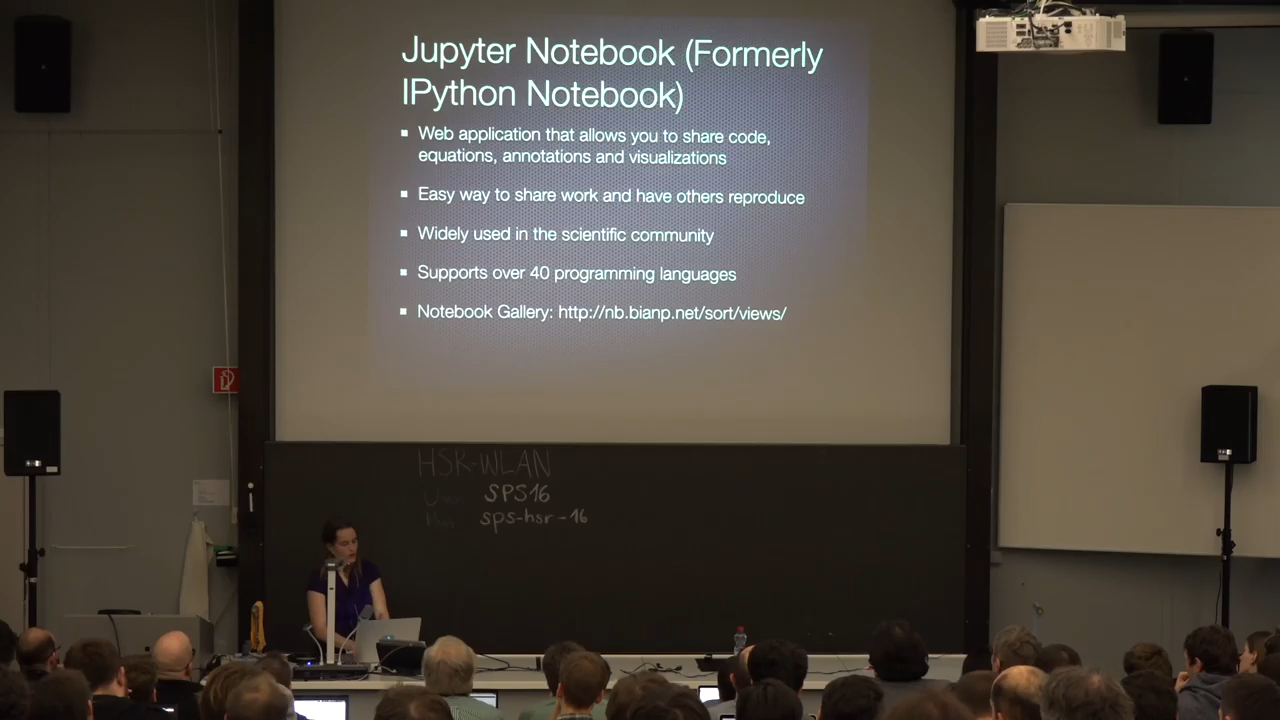 Jupyter Notebook (Formerly
IPython Notebook)
▪ Web application that allows you to share code,
equations, annotations and visualizations
▪ Easy way to share work and have others reproduce
▪ Widely used in the scientific community
▪ Supports over 40 programming languages
▪ Notebook Gallery: http://nb.bianp.net/sort/views/
HSR-WLAN
SPS16
sps-hsr-16